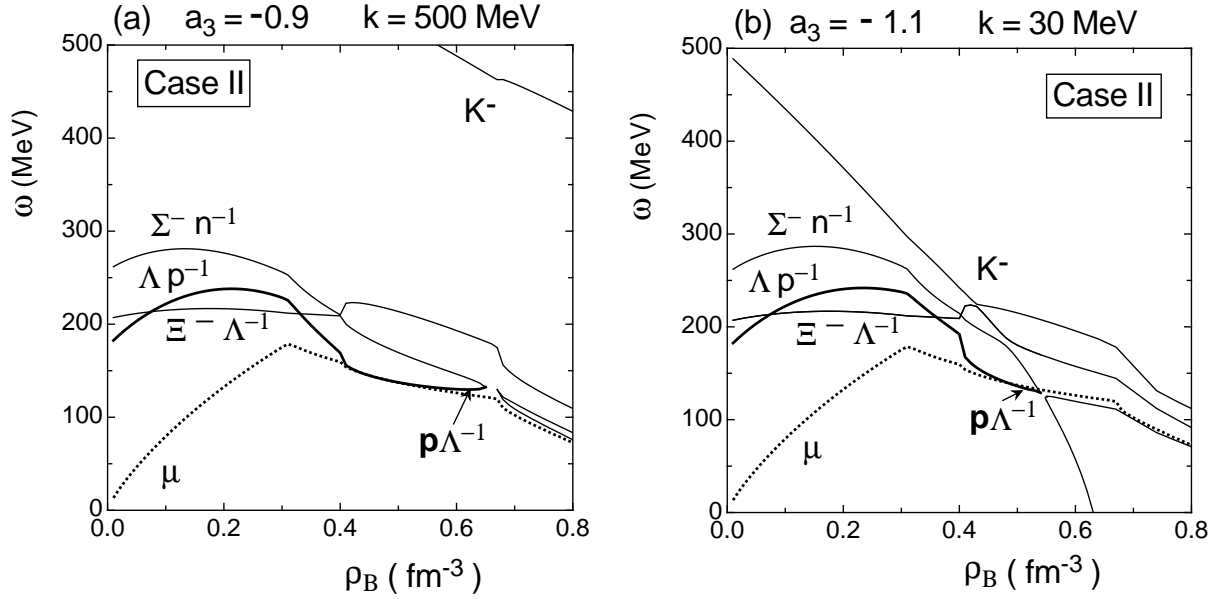 (a) a₃ = -0.9 k = 500 MeV
Case II
K⁻
Σ⁻ n⁻¹
Λ p⁻¹
Ξ⁻ Λ⁻¹
pΛ⁻¹
μ
ω (MeV)
500
400
300
200
100
0
0.0 0.2 0.4 0.6 0.8
ρB ( fm⁻³ )
(b) a₃ = - 1.1 k = 30 MeV
Case II
K⁻
Σ⁻ n⁻¹
Λ p⁻¹
Ξ⁻ Λ⁻¹
pΛ⁻¹
μ
ω (MeV)
500
400
300
200
100
0
0.0 0.2 0.4 0.6 0.8
ρB ( fm⁻³ )